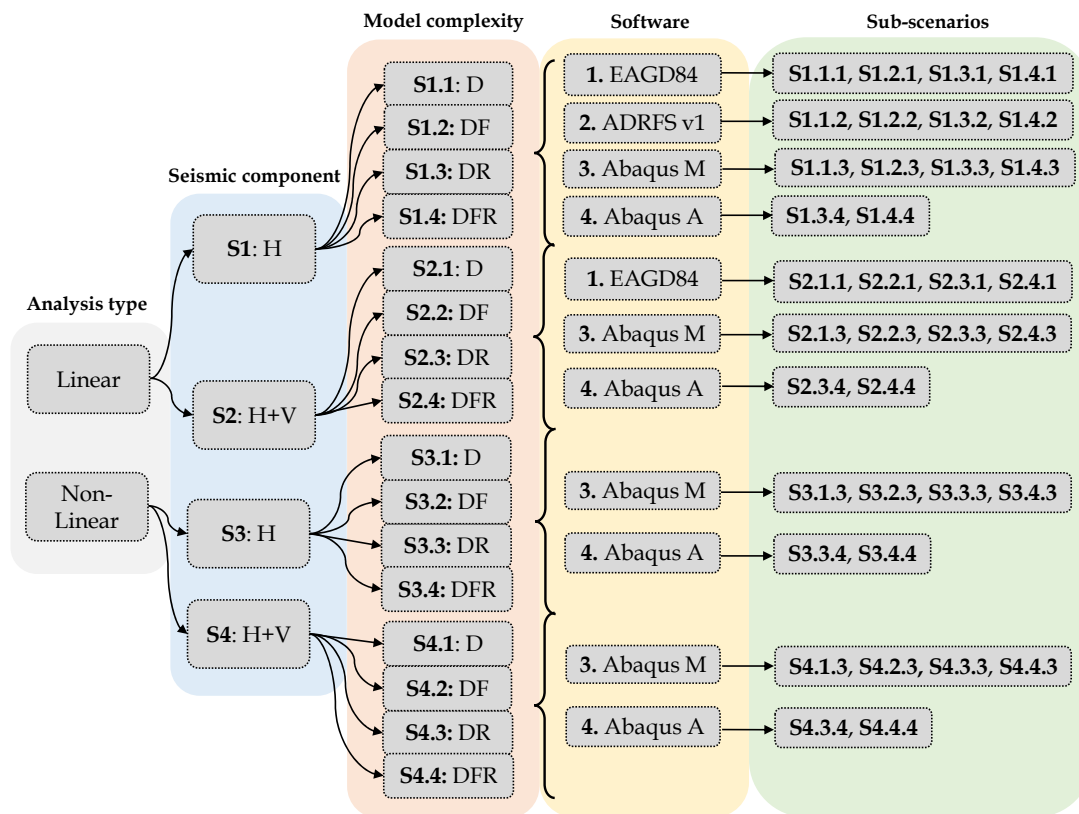 Analysis type
Linear
Non-
Linear
Seismic component
S1: H
S2: H+V
S3: H
S4: H+V
Model complexity
S1.1: D
S1.2: DF
S1.3: DR
S1.4: DFR
S2.1: D
S2.2: DF
S2.3: DR
S2.4: DFR
S3.1: D
S3.2: DF
S3.3: DR
S3.4: DFR
S4.1: D
S4.2: DF
S4.3: DR
S4.4: DFR
Software
1. EAGD84
2. ADRFS v1
3. Abaqus M
4. Abaqus A
1. EAGD84
3. Abaqus M
4. Abaqus A
3. Abaqus M
4. Abaqus A
3. Abaqus M
4. Abaqus A
Sub-scenarios
S1.1.1, S1.2.1, S1.3.1, S1.4.1
S1.1.2, S1.2.2, S1.3.2, S1.4.2
S1.1.3, S1.2.3, S1.3.3, S1.4.3
S1.3.4, S1.4.4
S2.1.1, S2.2.1, S2.3.1, S2.4.1
S2.1.3, S2.2.3, S2.3.3, S2.4.3
S2.3.4, S2.4.4
S3.1.3, S3.2.3, S3.3.3, S3.4.3
S3.3.4, S3.4.4
S4.1.3, S4.2.3, S4.3.3, S4.4.3
S4.3.4, S4.4.4